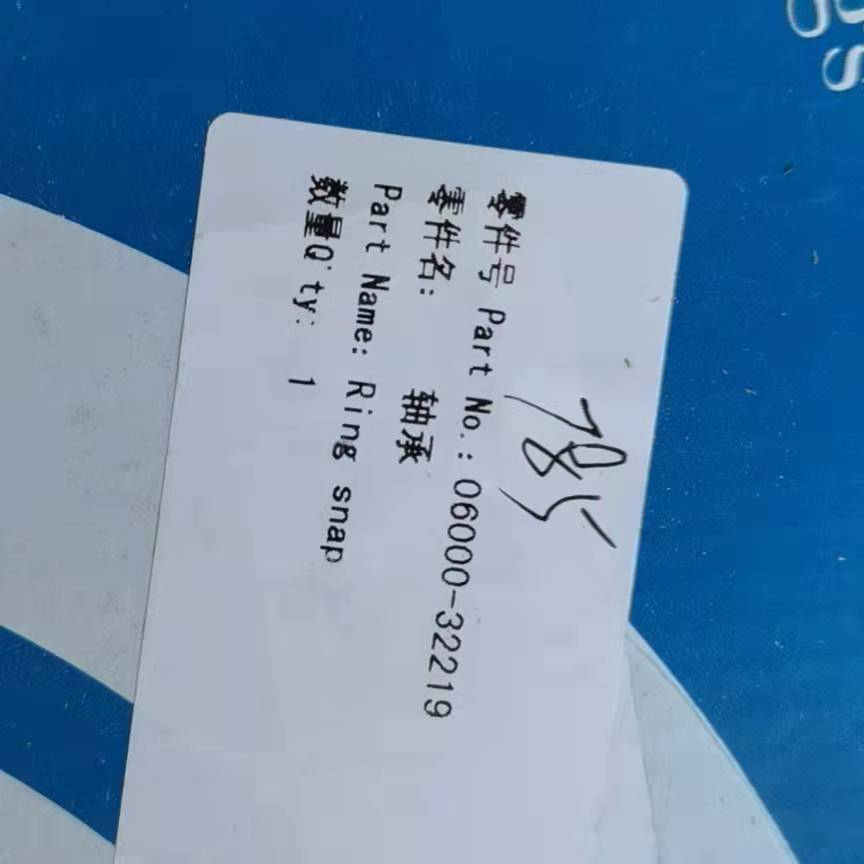 785
零件号 Part No.: 06000-32219
零件名: 轴承
Part Name: Ring snap
数量Q'ty: 1